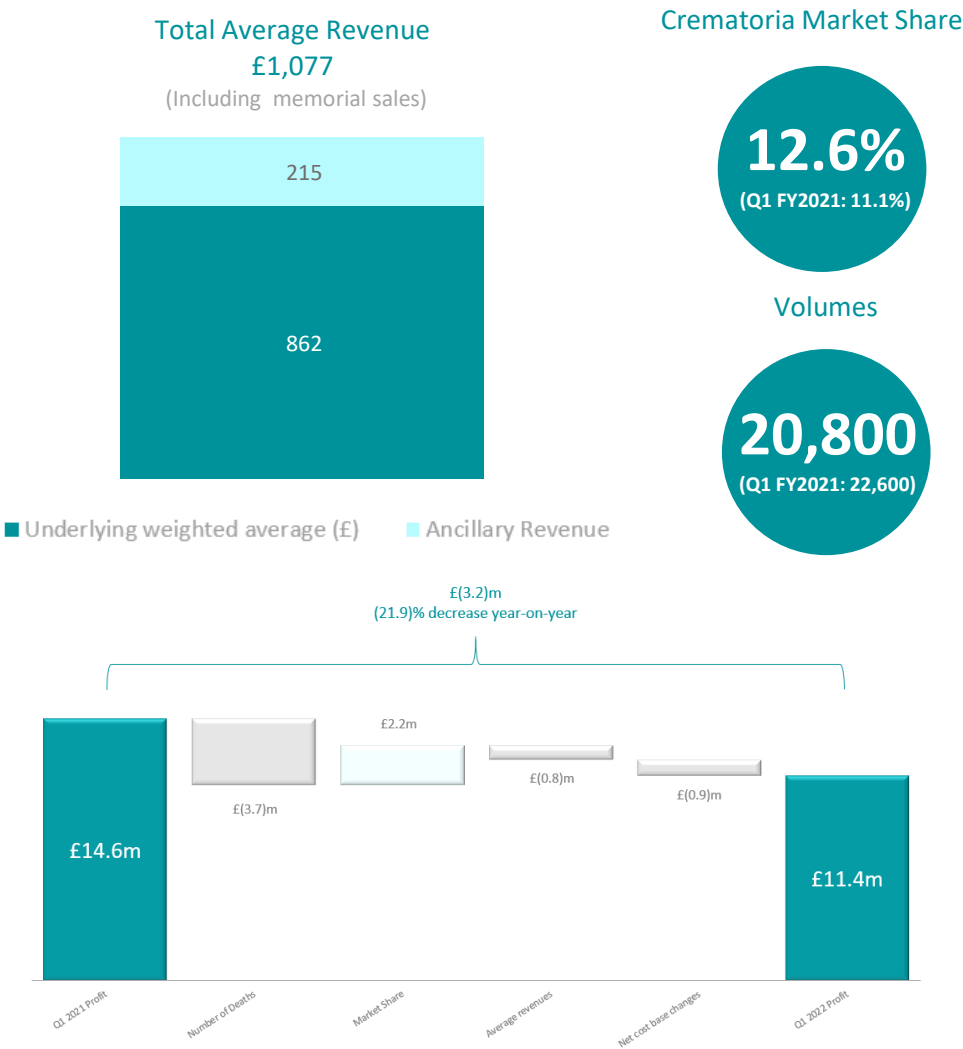 Total Average Revenue
£1,077
(Including memorial sales)
215
862
Underlying weighted average (£)
Ancillary Revenue
Crematoria Market Share
12.6%
(Q1 FY2021: 11.1%)
Volumes
20,800
(Q1 FY2021: 22,600)
£(3.2)m
(21.9)% decrease year-on-year
£14.6m
£(3.7)m
£2.2m
£(0.8)m
£(0.9)m
£11.4m
Q1 2021 Profit
Number of Deaths
Market Share
Average revenues
Net cost base changes
Q1 2022 Profit